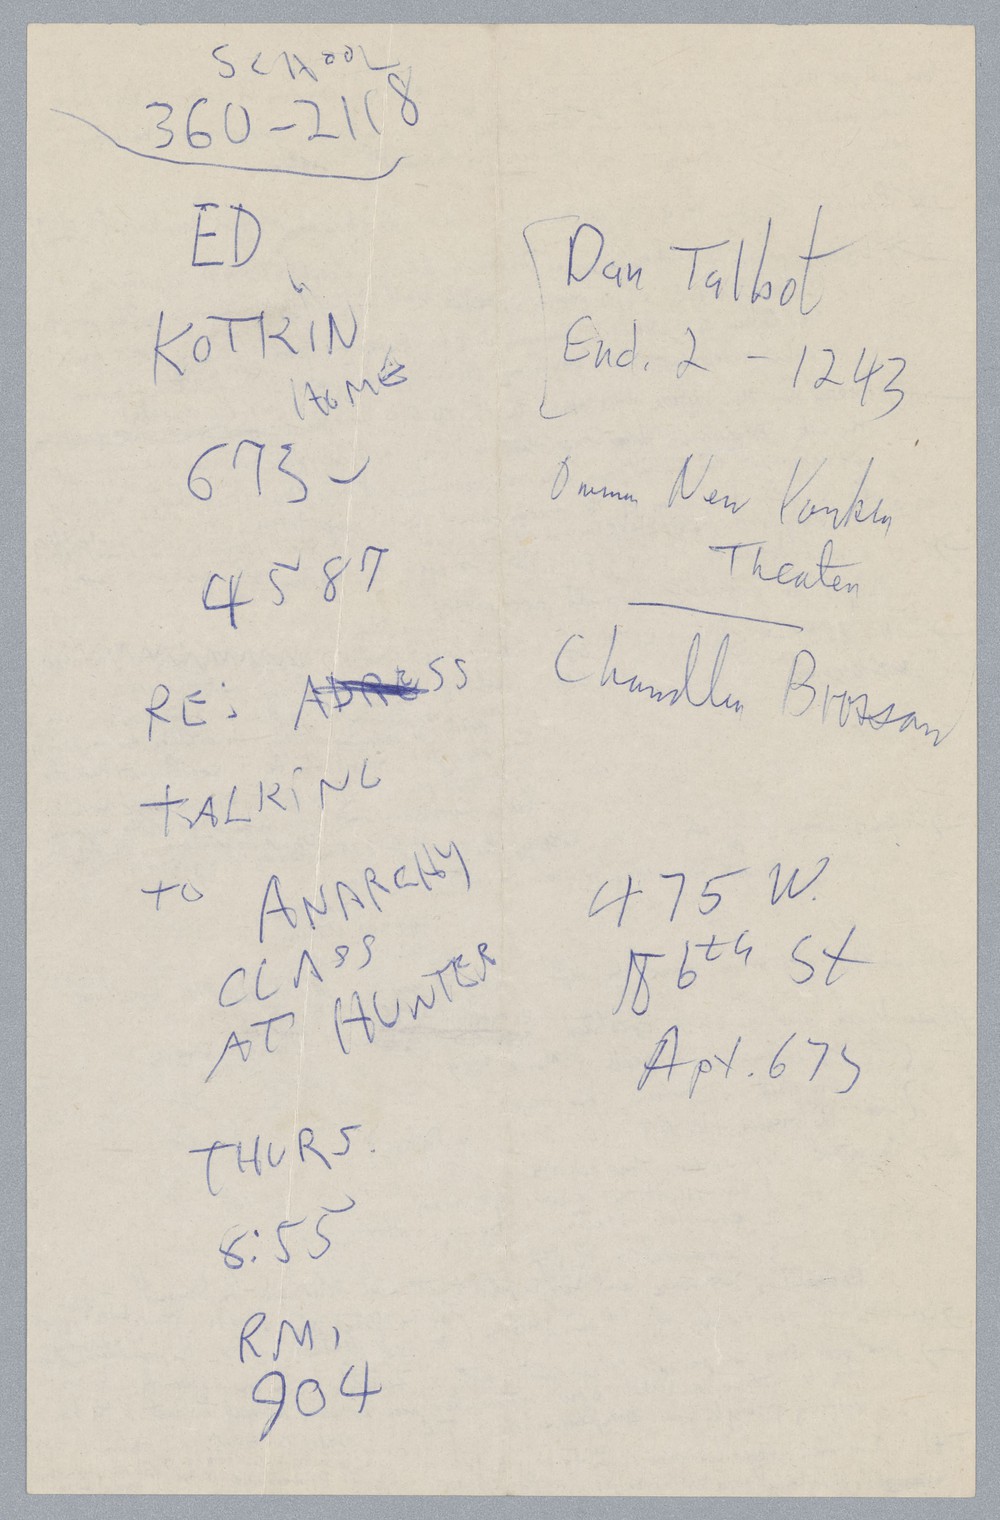 SCHOOL
360-2118
ED
KOTKIN
HOME
673-
4587
RE: ADRESS
TALKING
TO ANARCHY
CLASS
AT HUNTER
THURS.
8:55
RM.
904
Dan Talbot
End. 2 - 1243
Owner New Yorker
Theater
Chandler Brossard
475 W.
86th St
Apt. 673